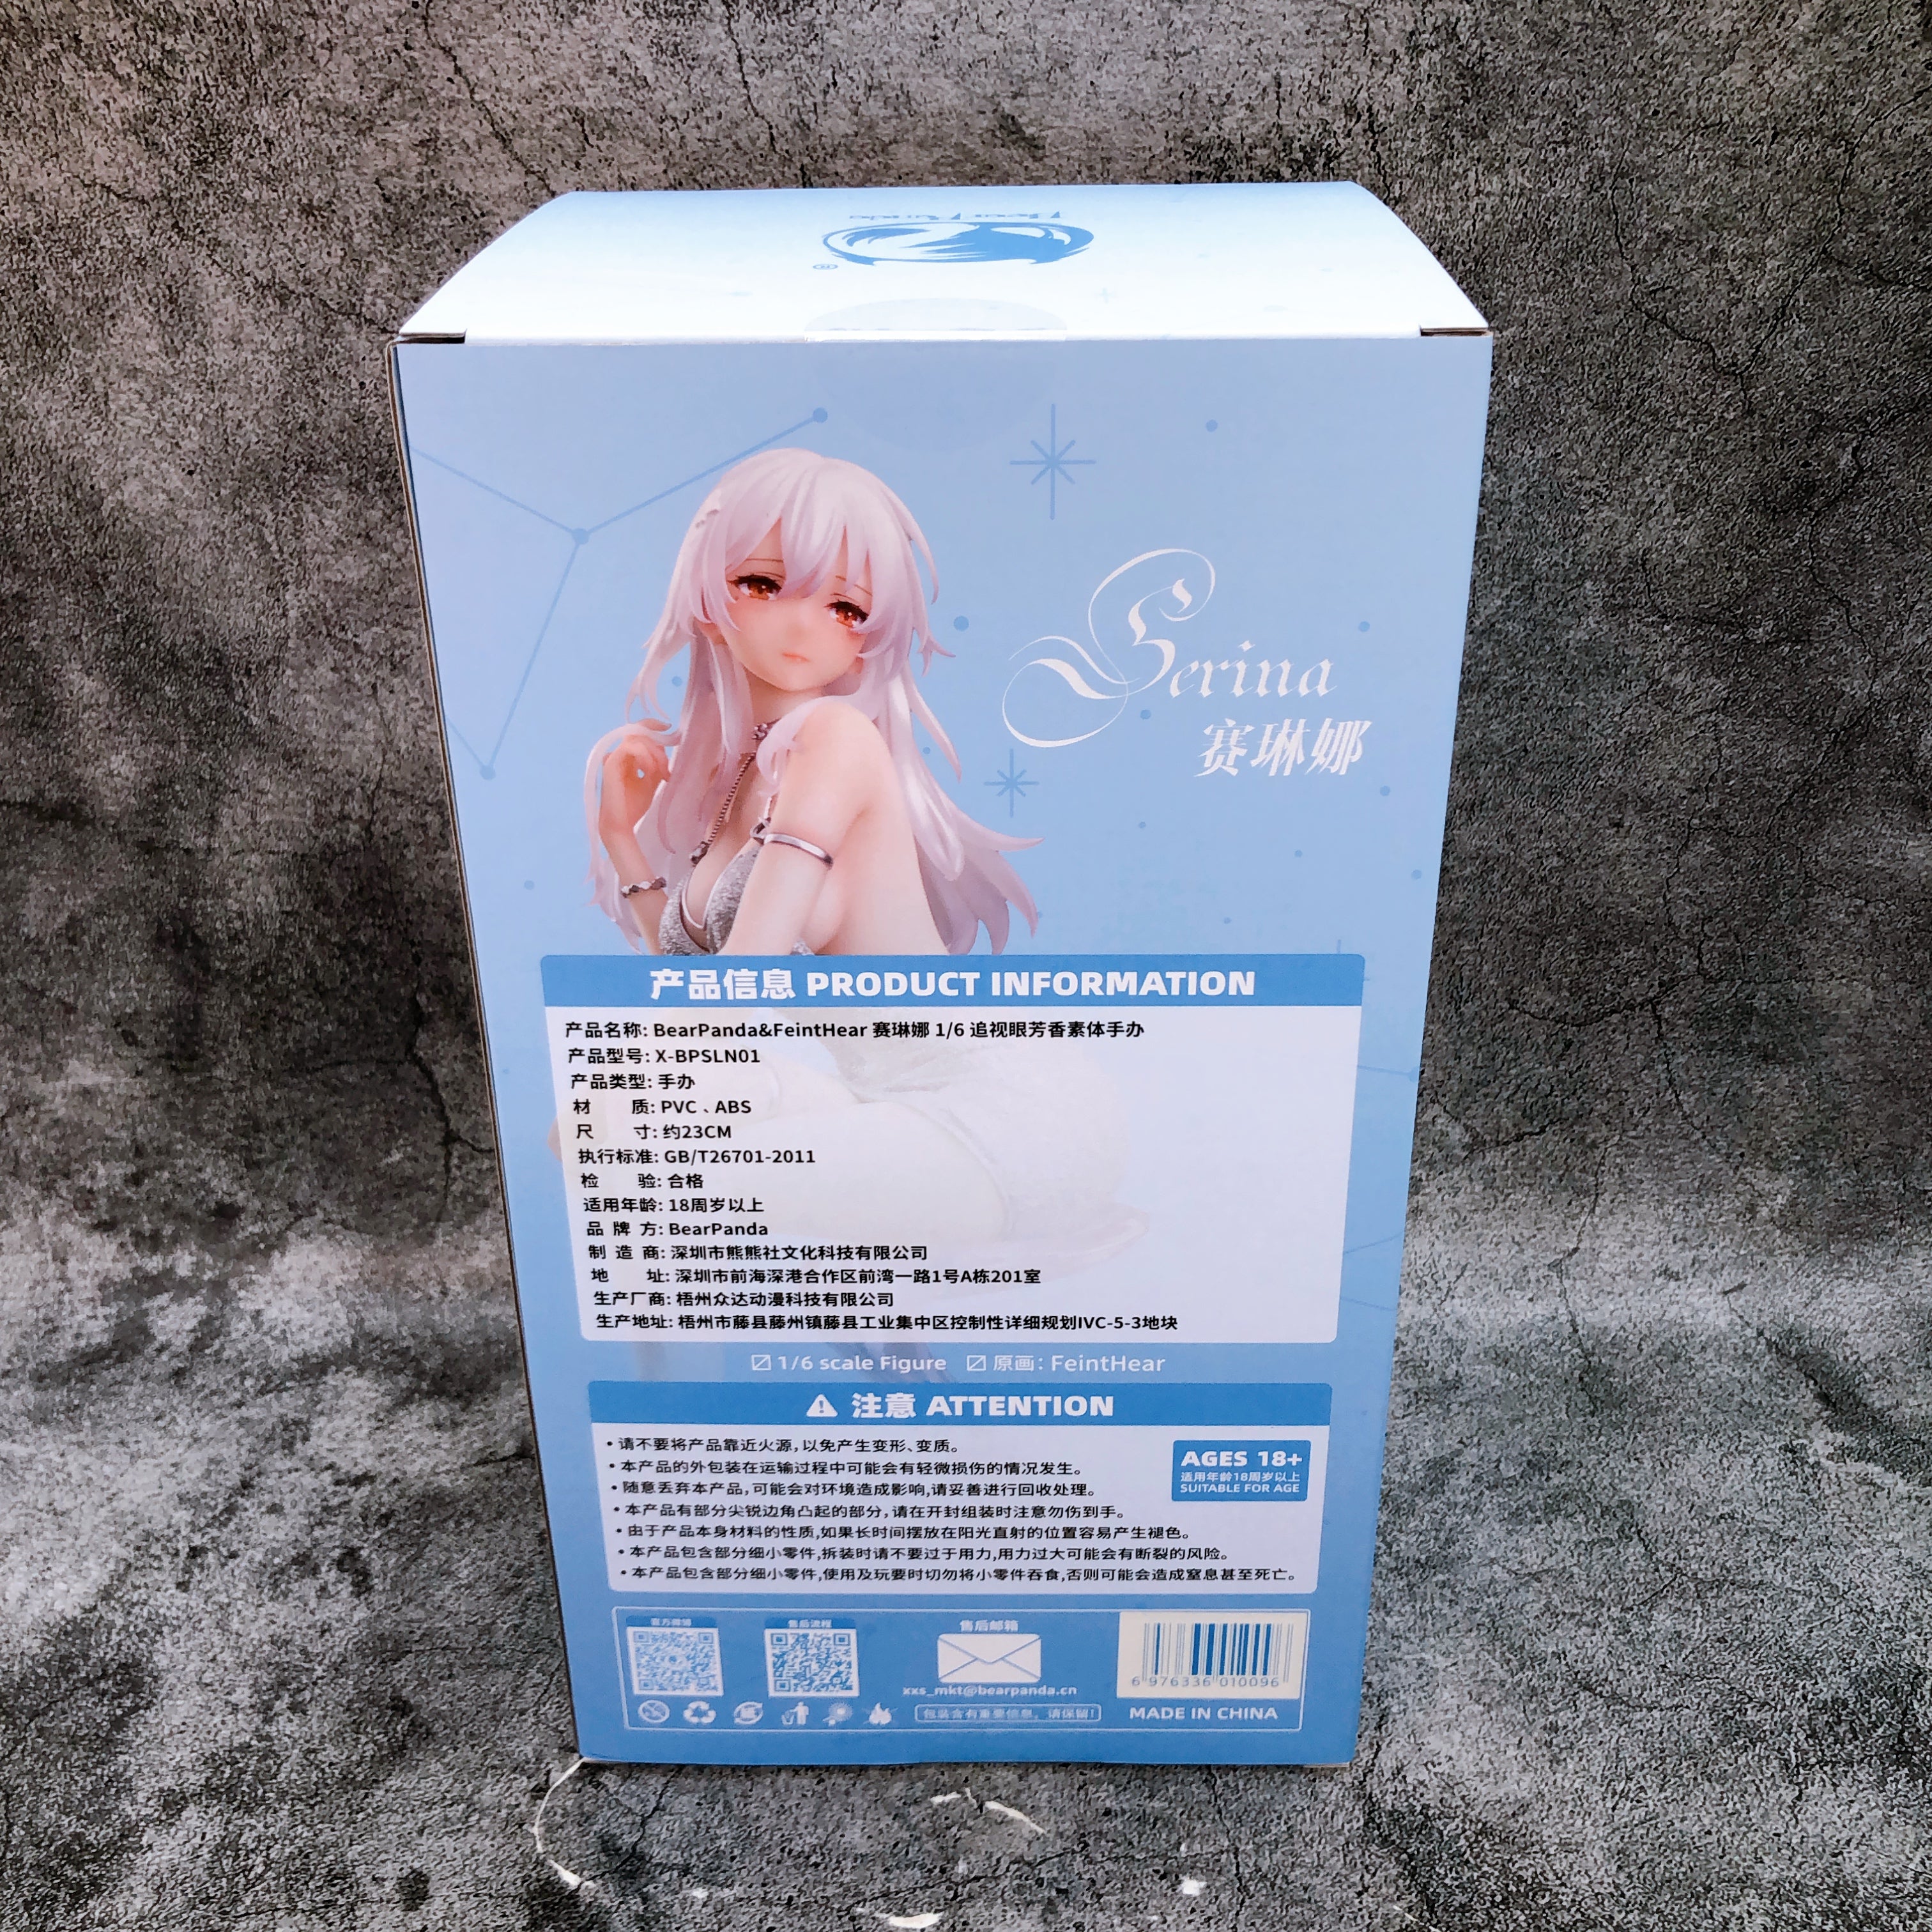 Bear Panda
®
Serina
赛琳娜
产品信息 PRODUCT INFORMATION
产品名称: BearPanda&FeintHear 赛琳娜 1/6 追视眼芳香素体手办
产品型号: X-BPSLN01
产品类型: 手办
材 质: PVC、ABS
尺 寸: 约23CM
执行标准: GB/T26701-2011
检 验: 合格
适用年龄: 18周岁以上
品 牌 方: BearPanda
制 造 商: 深圳市熊熊社文化科技有限公司
地 址: 深圳市前海深港合作区前湾一路1号A栋201室
生产厂商: 梧州众达动漫科技有限公司
生产地址: 梧州市藤县藤州镇藤县工业集中区控制性详细规划IVC-5-3地块
1/6 scale Figure 原画: FeintHear
注意 ATTENTION
• 请不要将产品靠近火源,以免产生变形、变质。
• 本产品的外包装在运输过程中可能会有轻微损伤的情况发生。
• 随意丢弃本产品,可能会对环境造成影响,请妥善进行回收处理。
• 本产品有部分尖锐边角凸起的部分,请在开封组装时注意勿伤到手。
• 由于产品本身材料的性质,如果长时间摆放在阳光直射的位置容易产生褪色。
• 本产品包含部分细小零件,拆装时请不要过于用力,用力过大可能会有断裂的风险。
• 本产品包含部分细小零件,使用及玩耍时切勿将小零件吞食,否则可能会造成窒息甚至死亡。
AGES 18+
适用年龄18周岁以上
SUITABLE FOR AGE
官方微博
售后流程
售后邮箱
xxs_mkt@bearpanda.cn
6 976336 010096
包装含有重要信息，请保留!
MADE IN CHINA